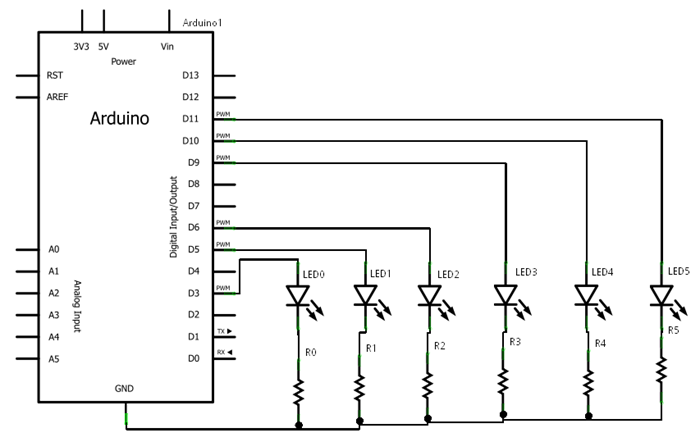 Arduino1
3V3 5V Vin
Power
RST
AREF
Arduino
D13
D12
D11 PWM
D10 PWM
D9 PWM
D8
D7
D6 PWM
D5 PWM
D4
D3 PWM
D2
D1 TX
D0 RX
Digital Input/Output
A0
A1
A2
A3
A4
A5
Analog Input
GND
LED0 LED1 LED2 LED3 LED4 LED5
R0 R1 R2 R3 R4 R5